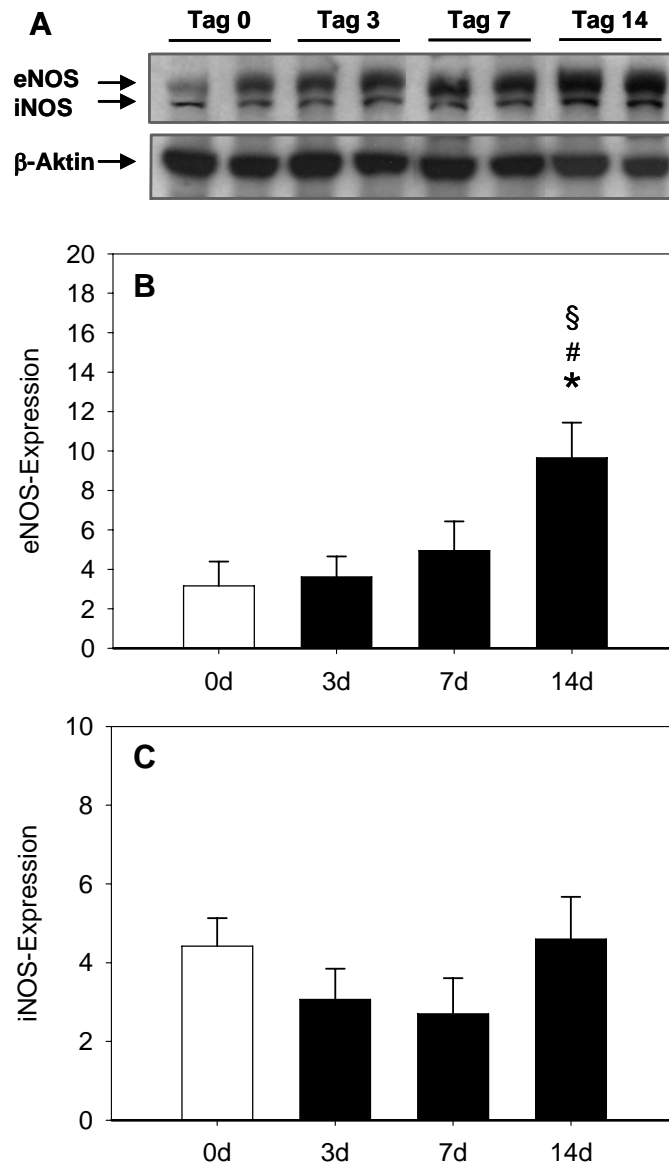 A
Tag 0 Tag 3 Tag 7 Tag 14
eNOS
iNOS
β-Aktin
B
eNOS-Expression
20
18
16
14
12
10
8
6
4
2
0
§
#
*
0d 3d 7d 14d
C
iNOS-Expression
10
8
6
4
2
0
0d 3d 7d 14d